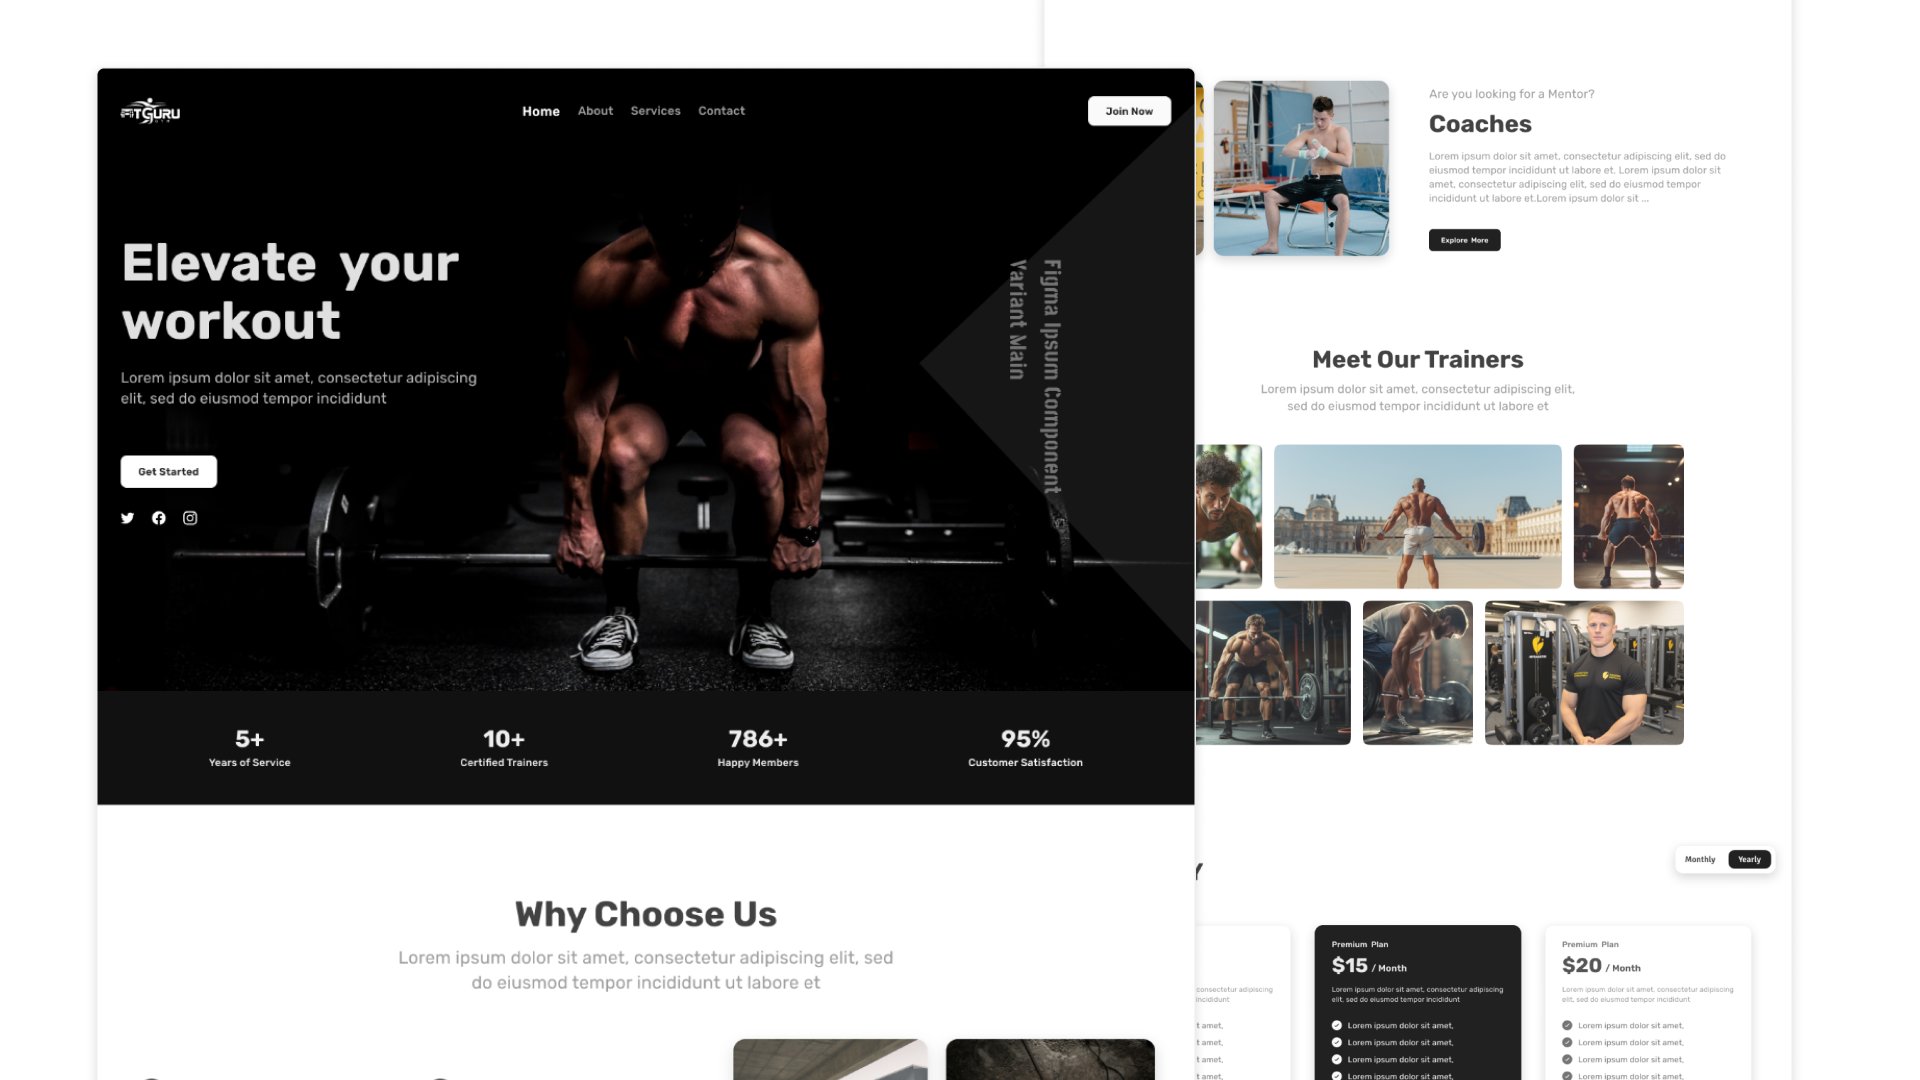 FITGURU
GYM
Home
About
Services
Contact
Join Now
Elevate your
workout
Lorem ipsum dolor sit amet, consectetur adipiscing
elit, sed do eiusmod tempor incididunt
Get Started
Figma Ipsum Component
Variant Main
5+
Years of Service
10+
Certified Trainers
786+
Happy Members
95%
Customer Satisfaction
Why Choose Us
Lorem ipsum dolor sit amet, consectetur adipiscing elit, sed
do eiusmod tempor incididunt ut labore et
Are you looking for a Mentor?
Coaches
Lorem ipsum dolor sit amet, consectetur adipiscing elit, sed do
eiusmod tempor incididunt ut labore et. Lorem ipsum dolor sit
amet, consectetur adipiscing elit, sed do eiusmod tempor
incididunt ut labore et.Lorem ipsum dolor sit ...
Explore More
Meet Our Trainers
Lorem ipsum dolor sit amet, consectetur adipiscing elit,
sed do eiusmod tempor incididunt ut labore et
Monthly
Yearly
consectetur adipiscing
incididunt
t amet,
t amet,
t amet,
t amet,
Premium Plan
$15 / Month
Lorem ipsum dolor sit amet, consectetur adipiscing
elit, sed do eiusmod tempor incididunt
Lorem ipsum dolor sit amet,
Lorem ipsum dolor sit amet,
Lorem ipsum dolor sit amet,
Lorem ipsum dolor sit amet,
Premium Plan
$20 / Month
Lorem ipsum dolor sit amet, consectetur adipiscing
elit, sed do eiusmod tempor incididunt
Lorem ipsum dolor sit amet,
Lorem ipsum dolor sit amet,
Lorem ipsum dolor sit amet,
Lorem ipsum dolor sit amet,